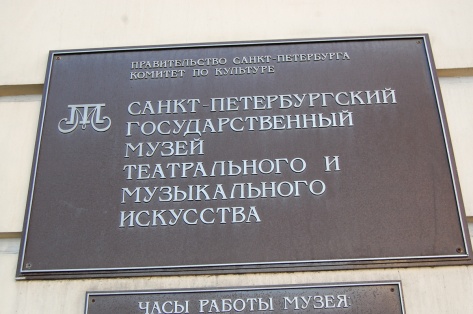 ПРАВИТЕЛЬСТВО САНКТ-ПЕТЕРБУРГА
КОМИТЕТ ПО КУЛЬТУРЕ
САНКТ-ПЕТЕРБУРГСКИЙ
ГОСУДАРСТВЕННЫЙ
МУЗЕЙ
ТЕАТРАЛЬНОГО И
МУЗЫКАЛЬНОГО
ИСКУССТВА
ЧАСЫ РАБОТЫ МУЗЕЯ